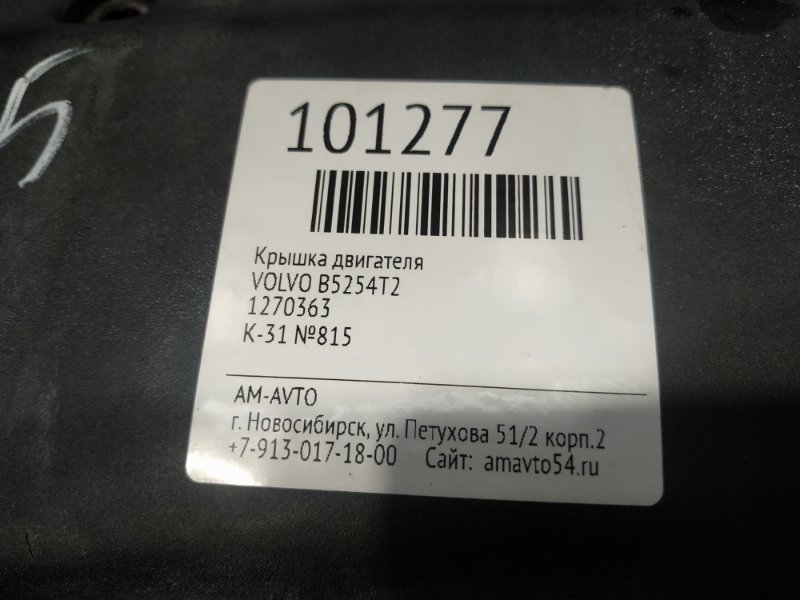 101277
Крышка двигателя
VOLVO B5254T2
1270363
К-31 №815
AM-AVTO
г. Новосибирск, ул. Петухова 51/2 корп.2
+7-913-017-18-00 Сайт: amavto54.ru